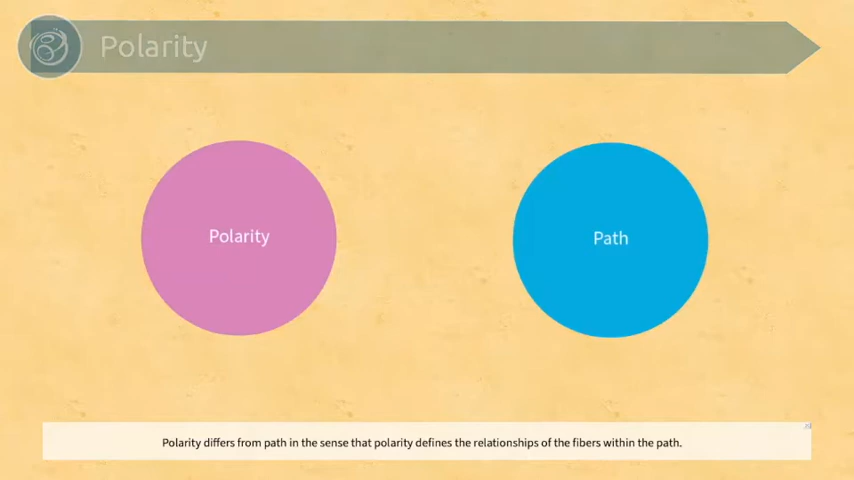 Polarity
Polarity
Path
Polarity differs from path in the sense that polarity defines the relationships of the fibers within the path.